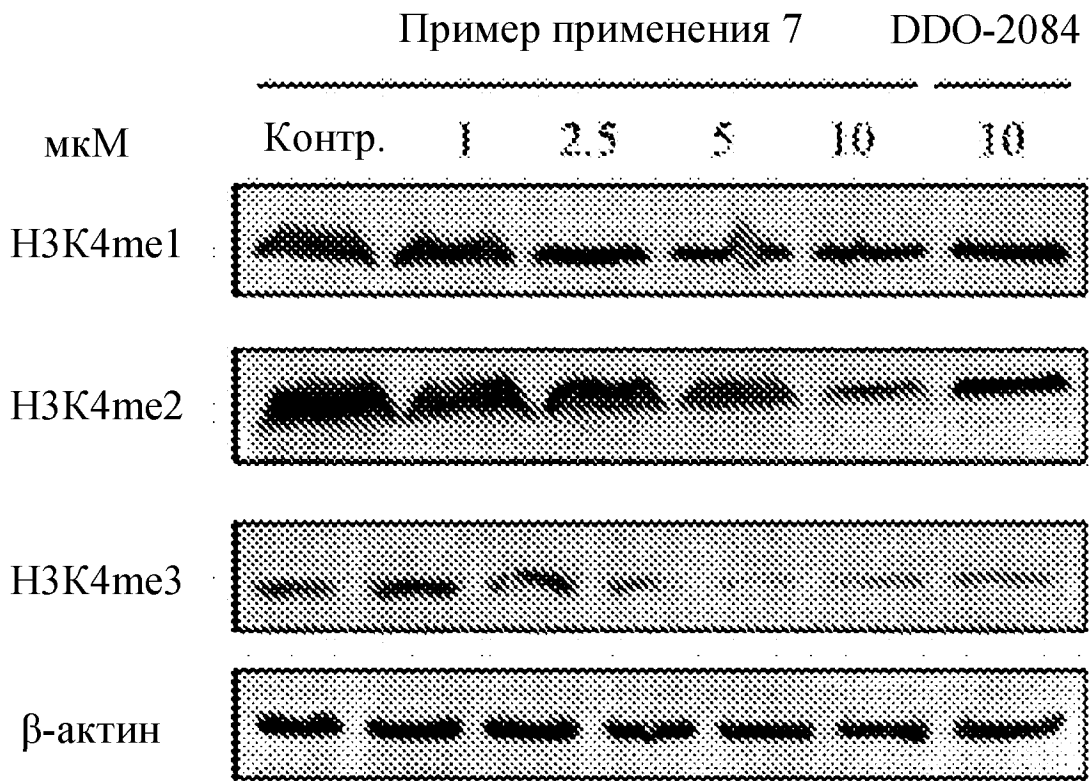 Пример применения 7 DDO-2084
мкМ Контр. 1 2.5 5 10 10
H3K4me1
H3K4me2
H3K4me3
β-актин